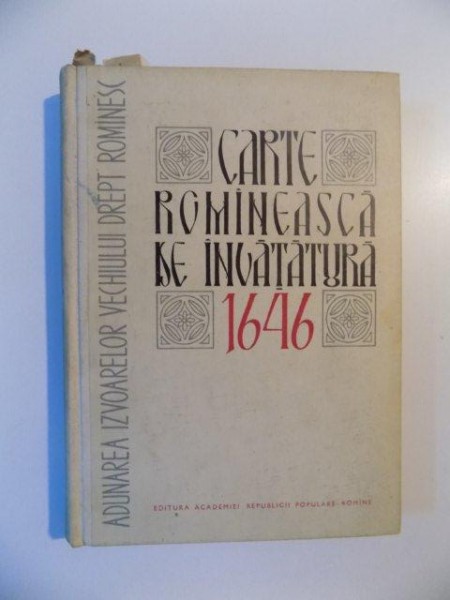 ADUNAREA IZVOARELOR VECHIULUI DREPT ROMÎNESC
CARTE
ROMÎNEASCĂ
DE ÎNVĂȚĂTURĂ
1646
EDITURA ACADEMIEI REPUBLICII POPULARE ROMÎNE